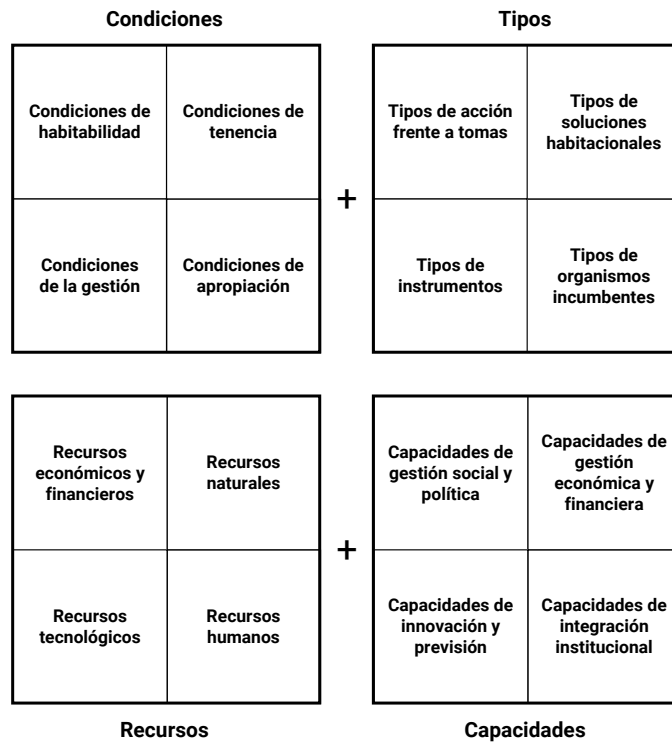 Condiciones
Tipos
Condiciones de
habitabilidad
Condiciones de
tenencia
Tipos de acción
frente a tomas
Tipos de
soluciones
habitacionales
+
Condiciones
de la gestión
Condiciones de
apropiación
Tipos de
instrumentos
Tipos de
organismos
incumbentes
Recursos
económicos y
financieros
Recursos
naturales
Capacidades de
gestión social y
política
Capacidades de
gestión
económica y
financiera
+
Recursos
tecnológicos
Recursos
humanos
Capacidades de
innovación y
previsión
Capacidades de
integración
institucional
Recursos
Capacidades